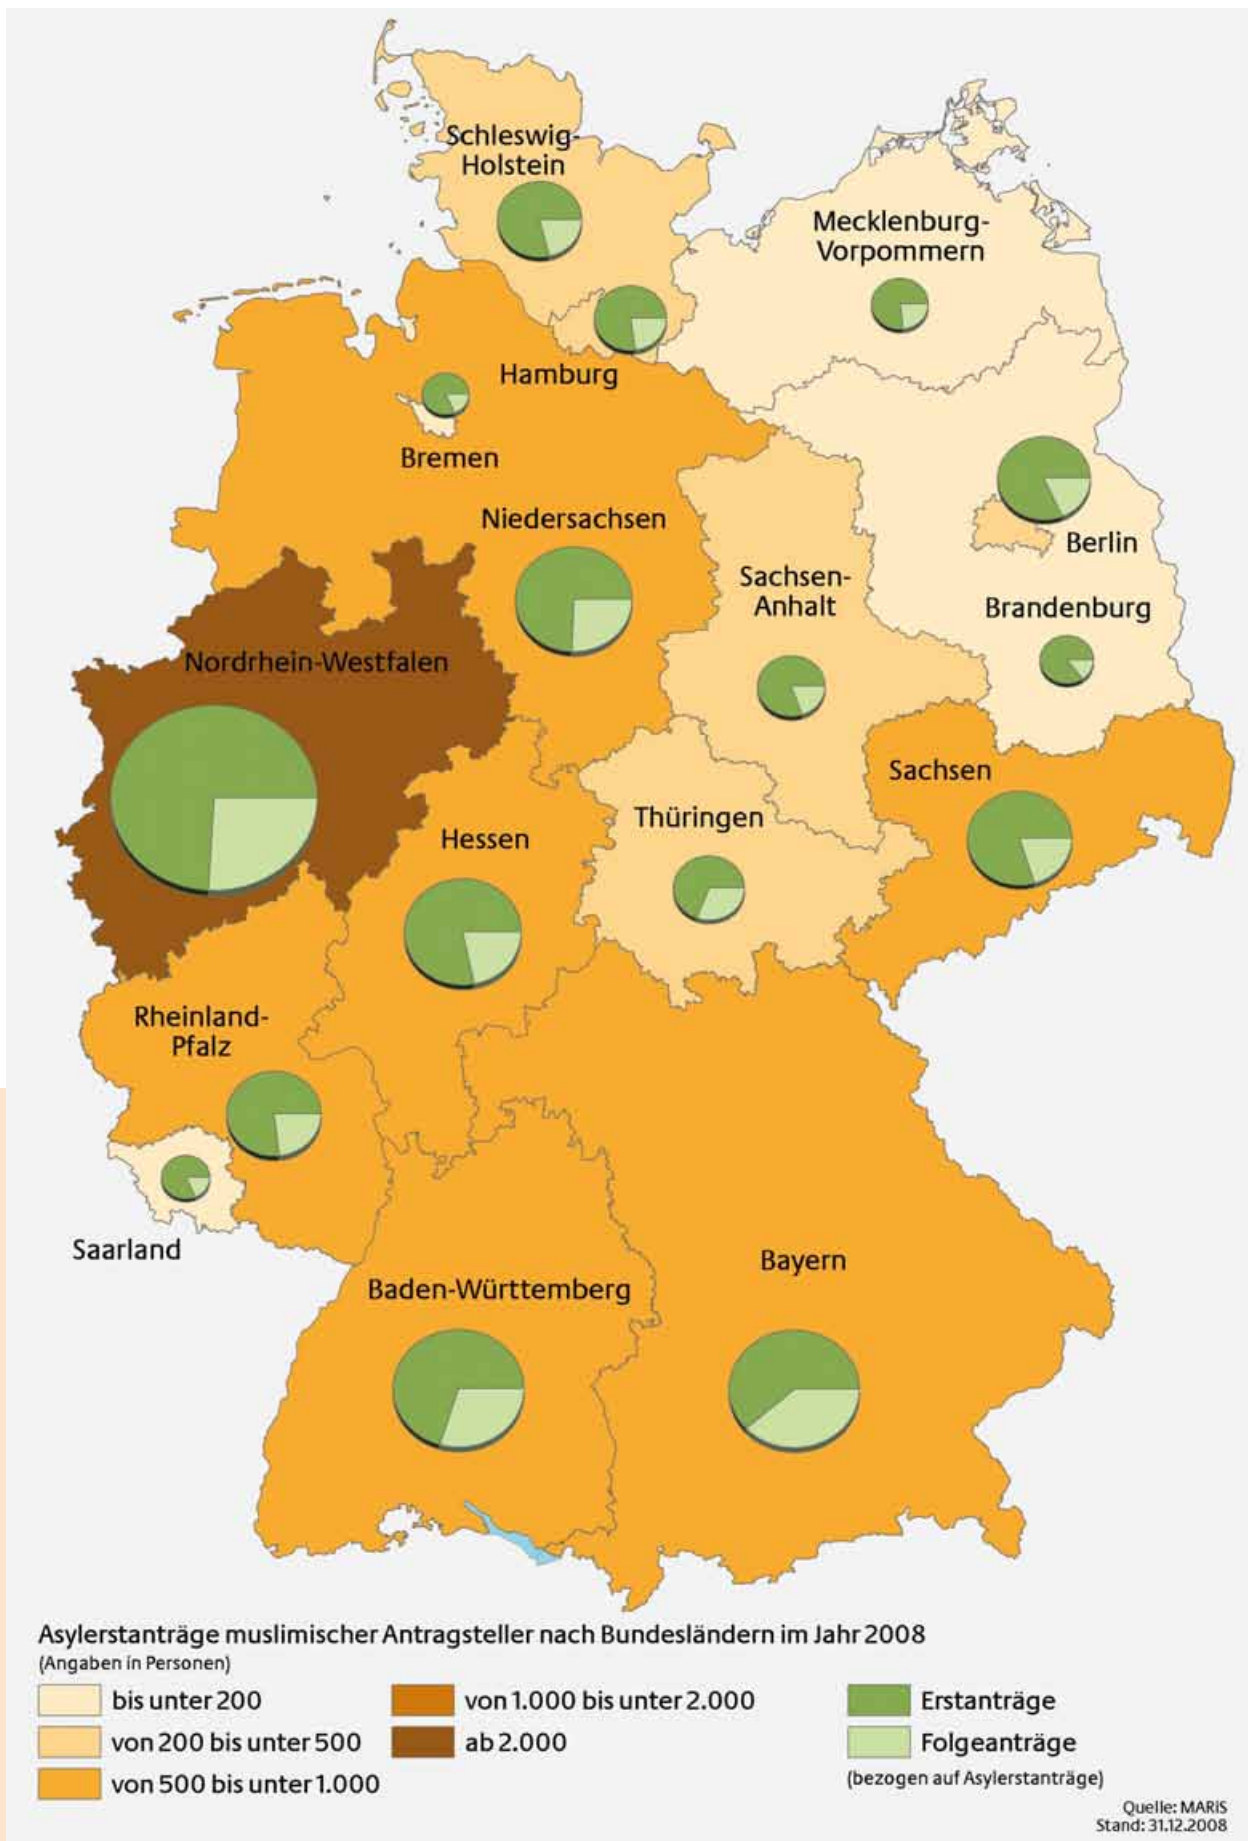 Schleswig-
Holstein
Mecklenburg-
Vorpommern
Hamburg
Bremen
Niedersachsen
Berlin
Sachsen-
Anhalt
Brandenburg
Nordrhein-Westfalen
Sachsen
Thüringen
Hessen
Rheinland-
Pfalz
Saarland
Bayern
Baden-Württemberg
Asylerstanträge muslimischer Antragsteller nach Bundesländern im Jahr 2008
(Angaben in Personen)
bis unter 200
von 200 bis unter 500
von 500 bis unter 1.000
von 1.000 bis unter 2.000
ab 2.000
Erstanträge
Folgeanträge
(bezogen auf Asylerstanträge)
Quelle: MARiS
Stand: 31.12.2008